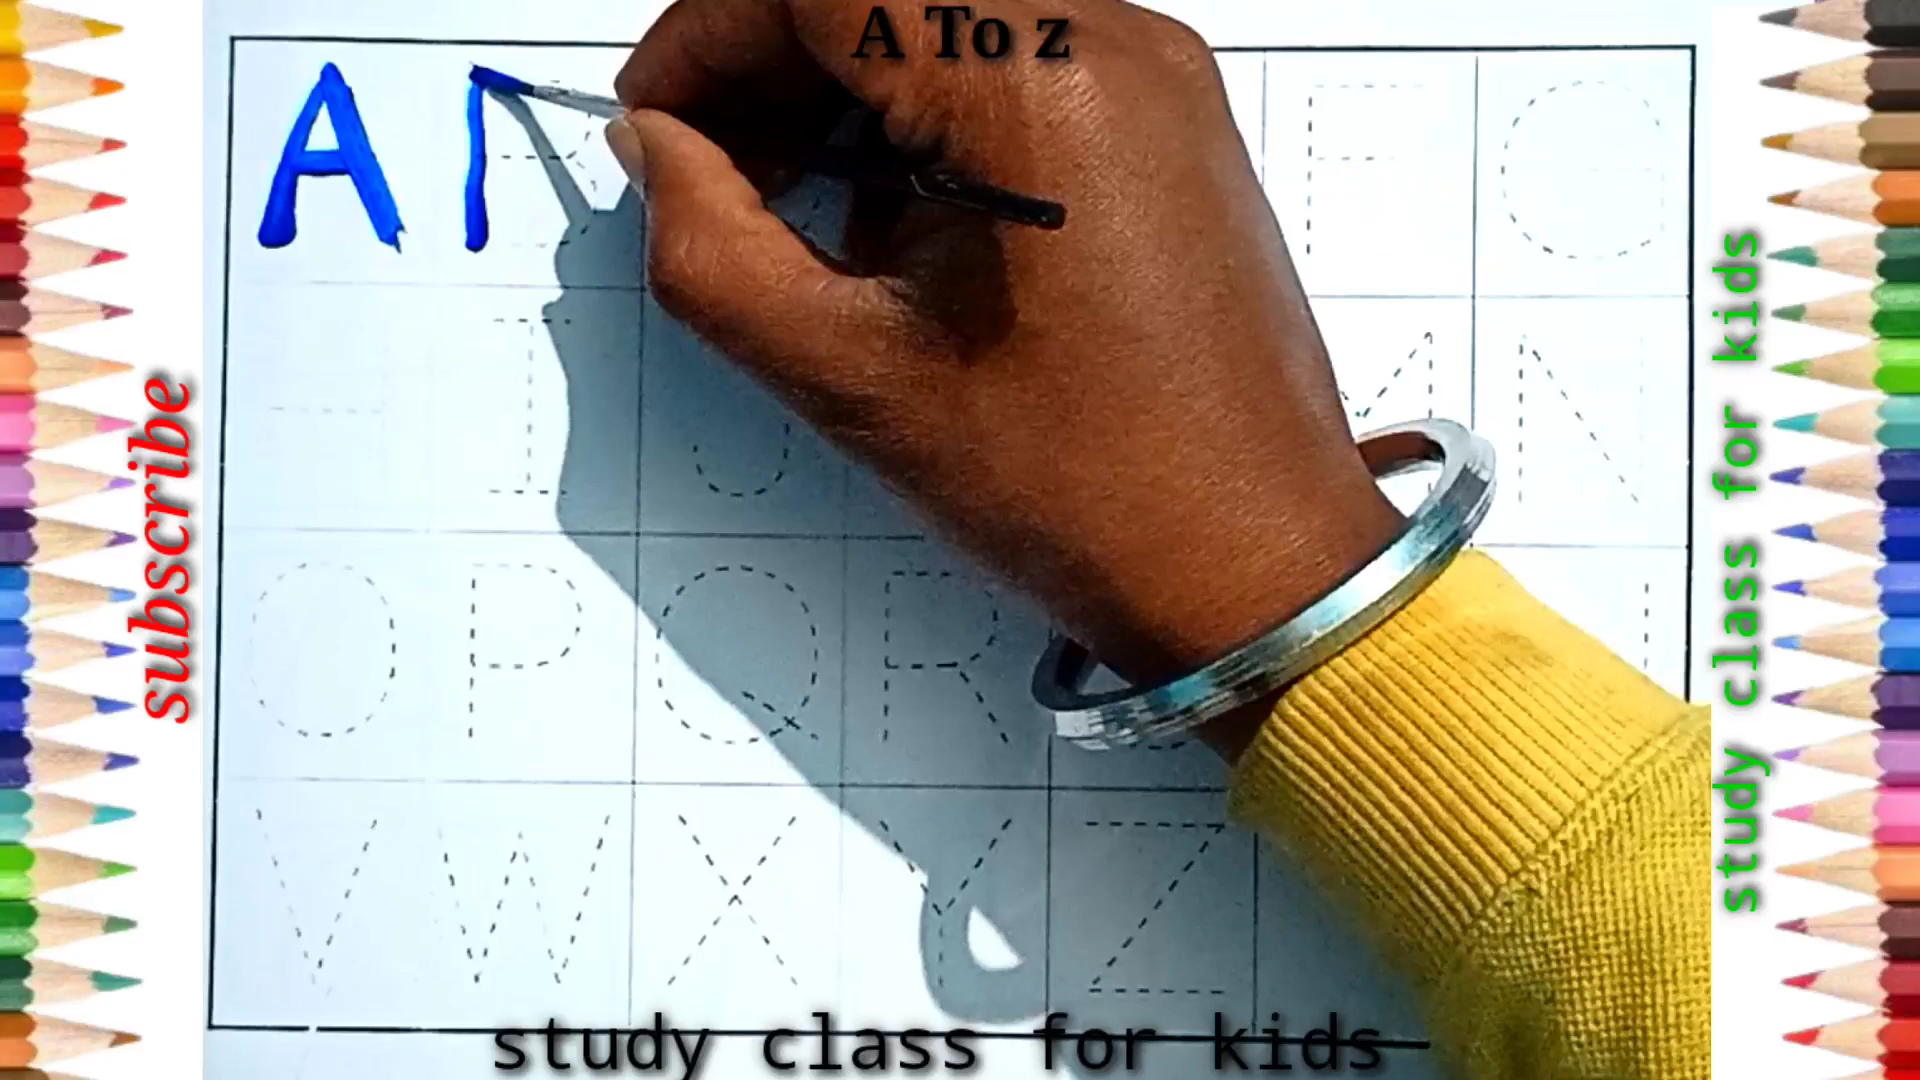 A To z
A
F G
I J M N
O P Q R
V W X Y Z
subscribe
study class for kids
study class for kids